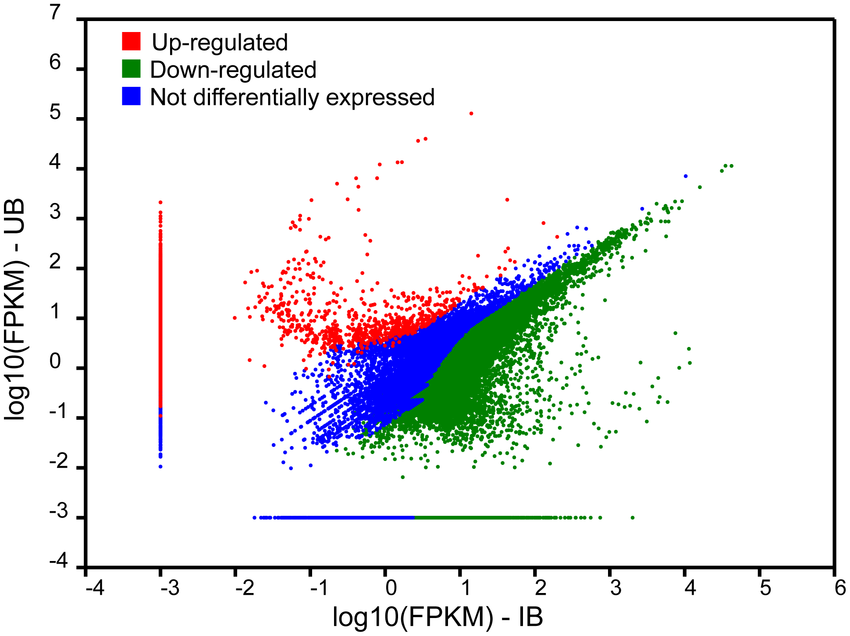 7
6
5
4
3
2
1
0
-1
-2
-3
-4
Up-regulated
Down-regulated
Not differentially expressed
log10(FPKM) - UB
-4 -3 -2 -1 0 1 2 3 4 5 6
log10(FPKM) - IB